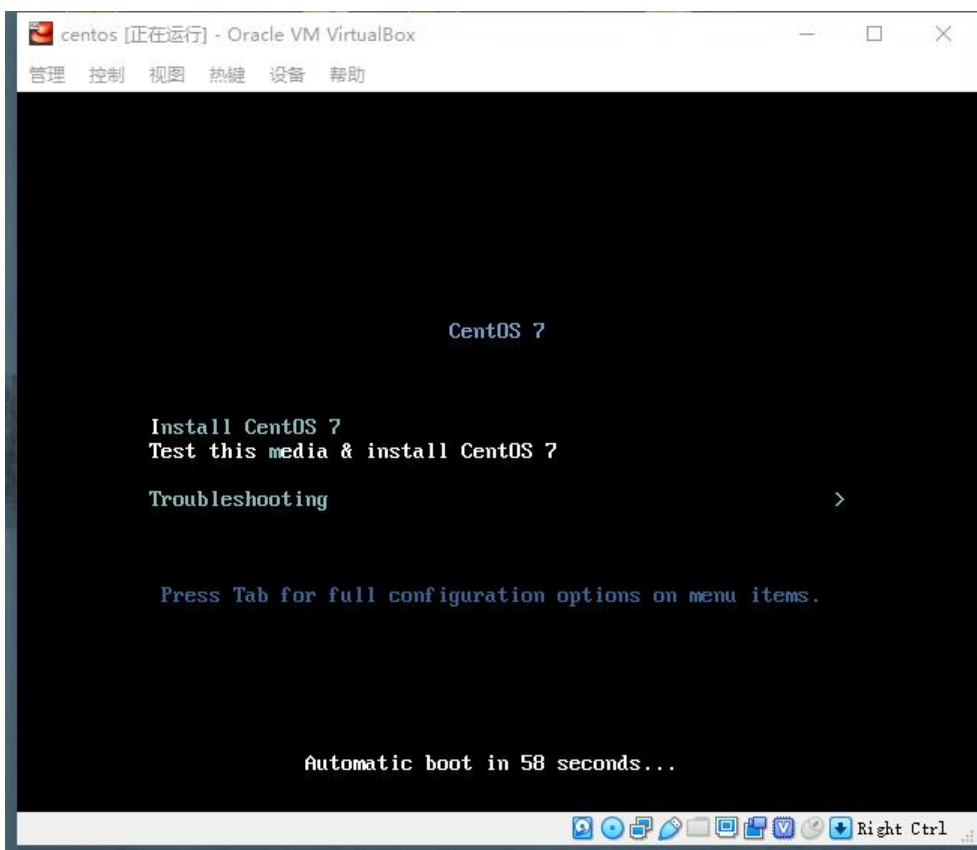 centos [正在运行] - Oracle VM VirtualBox
管理 控制 视图 热键 设备 帮助
CentOS 7
Install CentOS 7
Test this media & install CentOS 7
Troubleshooting >
Press Tab for full configuration options on menu items.
Automatic boot in 58 seconds...
Right Ctrl